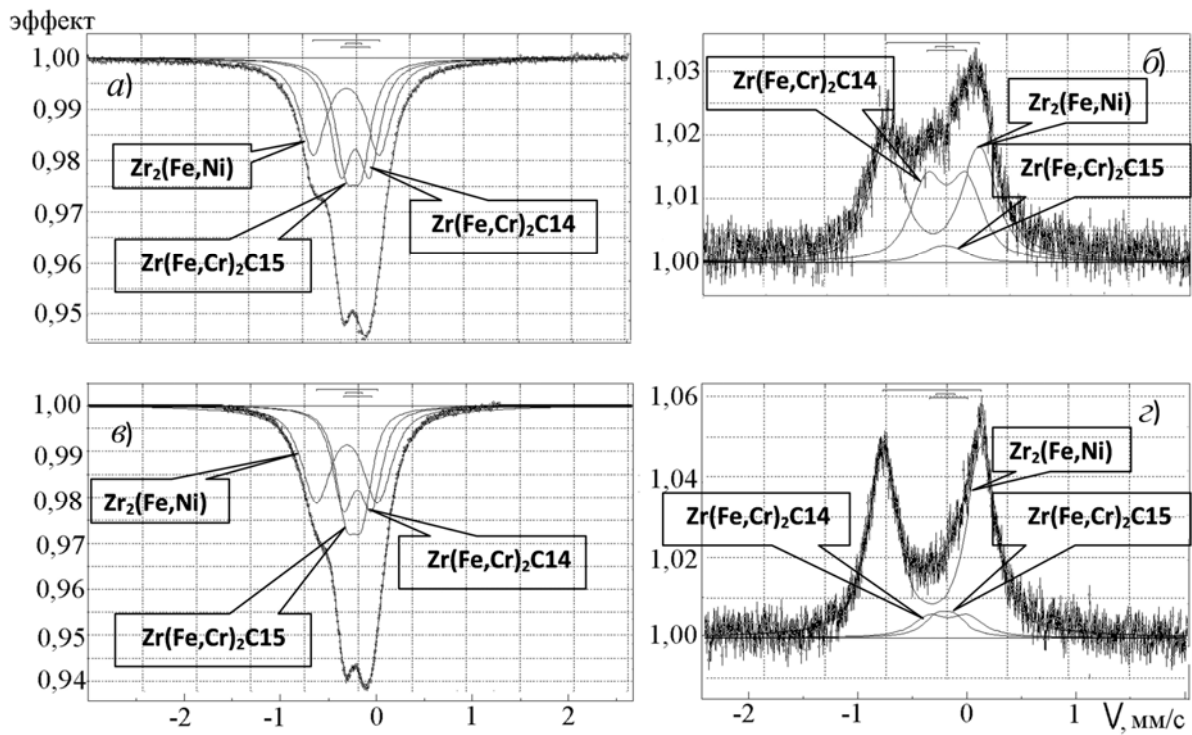 эффект
1,00
0,99
0,98
0,97
0,96
0,95
а)
Zr₂(Fe,Ni)
Zr(Fe,Cr)₂C14
Zr(Fe,Cr)₂C15
1,03
1,02
1,01
1,00
б)
Zr(Fe,Cr)₂C14
Zr₂(Fe,Ni)
Zr(Fe,Cr)₂C15
1,00
0,99
0,98
0,97
0,96
0,95
0,94
в)
Zr₂(Fe,Ni)
Zr(Fe,Cr)₂C14
Zr(Fe,Cr)₂C15
-2 -1 0 1 2
1,06
1,04
1,02
1,00
г)
Zr₂(Fe,Ni)
Zr(Fe,Cr)₂C14
Zr(Fe,Cr)₂C15
-2 -1 0 1 V, мм/с